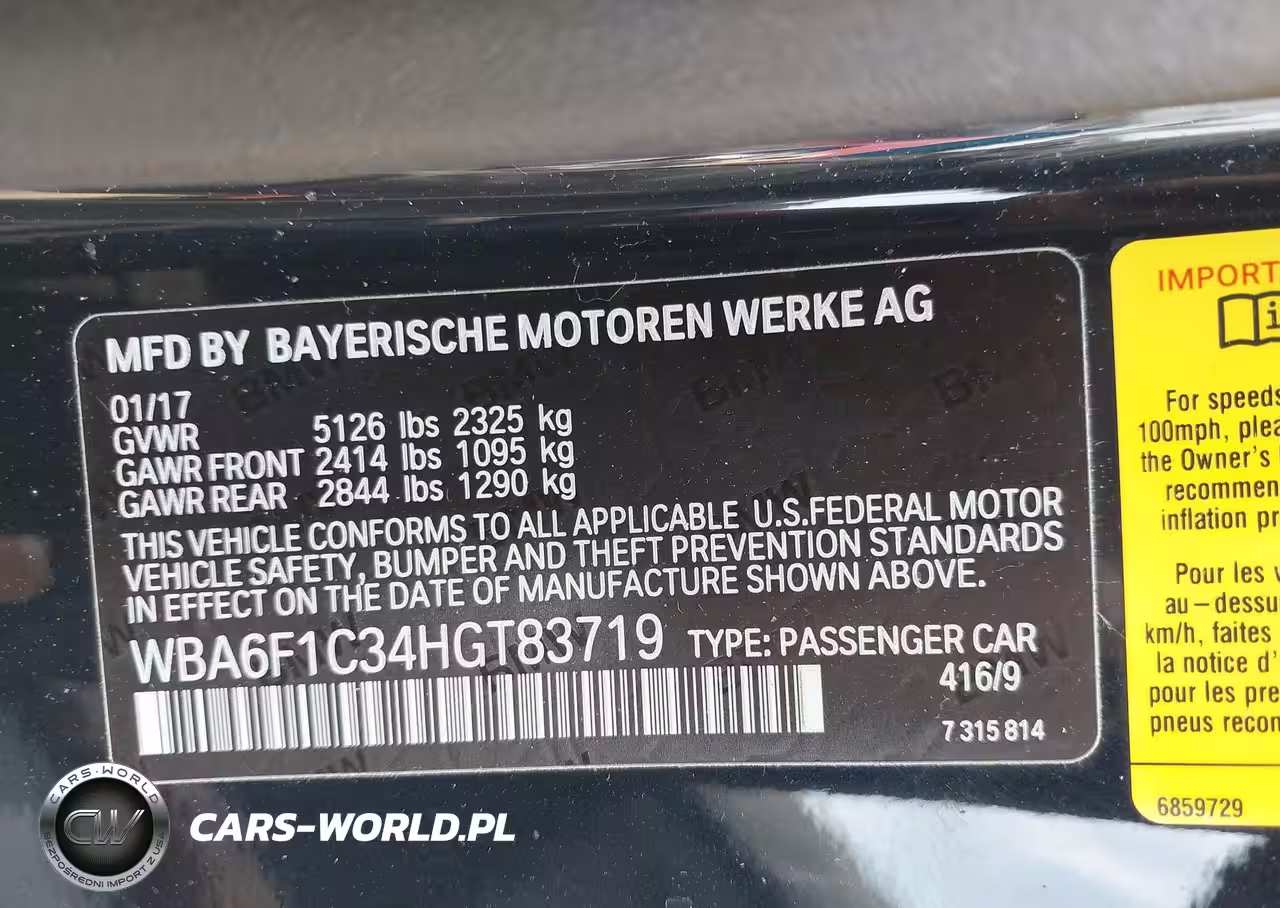 MFD BY BAYERISCHE MOTOREN WERKE AG
01/17
GVWR 5126 lbs 2325 kg
GAWR FRONT 2414 lbs 1095 kg
GAWR REAR 2844 lbs 1290 kg
THIS VEHICLE CONFORMS TO ALL APPLICABLE U.S.FEDERAL MOTOR
VEHICLE SAFETY, BUMPER AND THEFT PREVENTION STANDARDS
IN EFFECT ON THE DATE OF MANUFACTURE SHOWN ABOVE.
WBA6F1C34HGT83719 TYPE: PASSENGER CAR
416/9
7 315 814
IMPORT
For speeds
100mph, plea
the Owner's
recommen
inflation pr
Pour les v
au-dessu
km/h, faites
la notice d'
pour les pre
pneus recon
6859729
CARS-WORLD
CW
BEZPOŚREDNI IMPORT Z USA
CARS-WORLD.PL